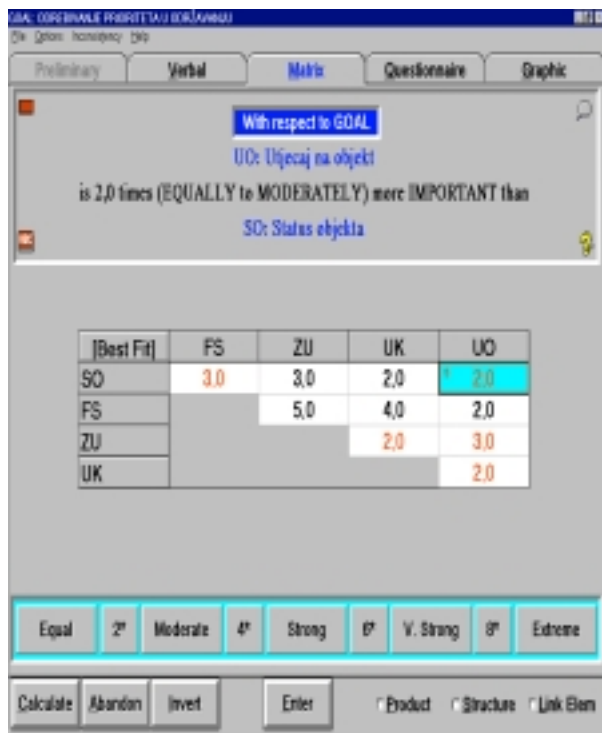 GOAL: ODREĐIVANJE PRIORITETA U ODRŽAVANJU
File Options Inconsistency Help
Preliminary Verbal Matrix Questionnaire Graphic
With respect to GOAL
UO: Utjecaj na objekt
is 2,0 times (EQUALLY to MODERATELY) more IMPORTANT than
SO: Status objekta
[Best Fit] FS ZU UK UO
SO 3,0 3,0 2,0 2,0
FS 5,0 4,0 2,0
ZU 2,0 3,0
UK 2,0
Equal 2" Moderate 4" Strong 6" V. Strong 8" Extreme
Calculate Abandon Invert Enter Product Structure Link Elem